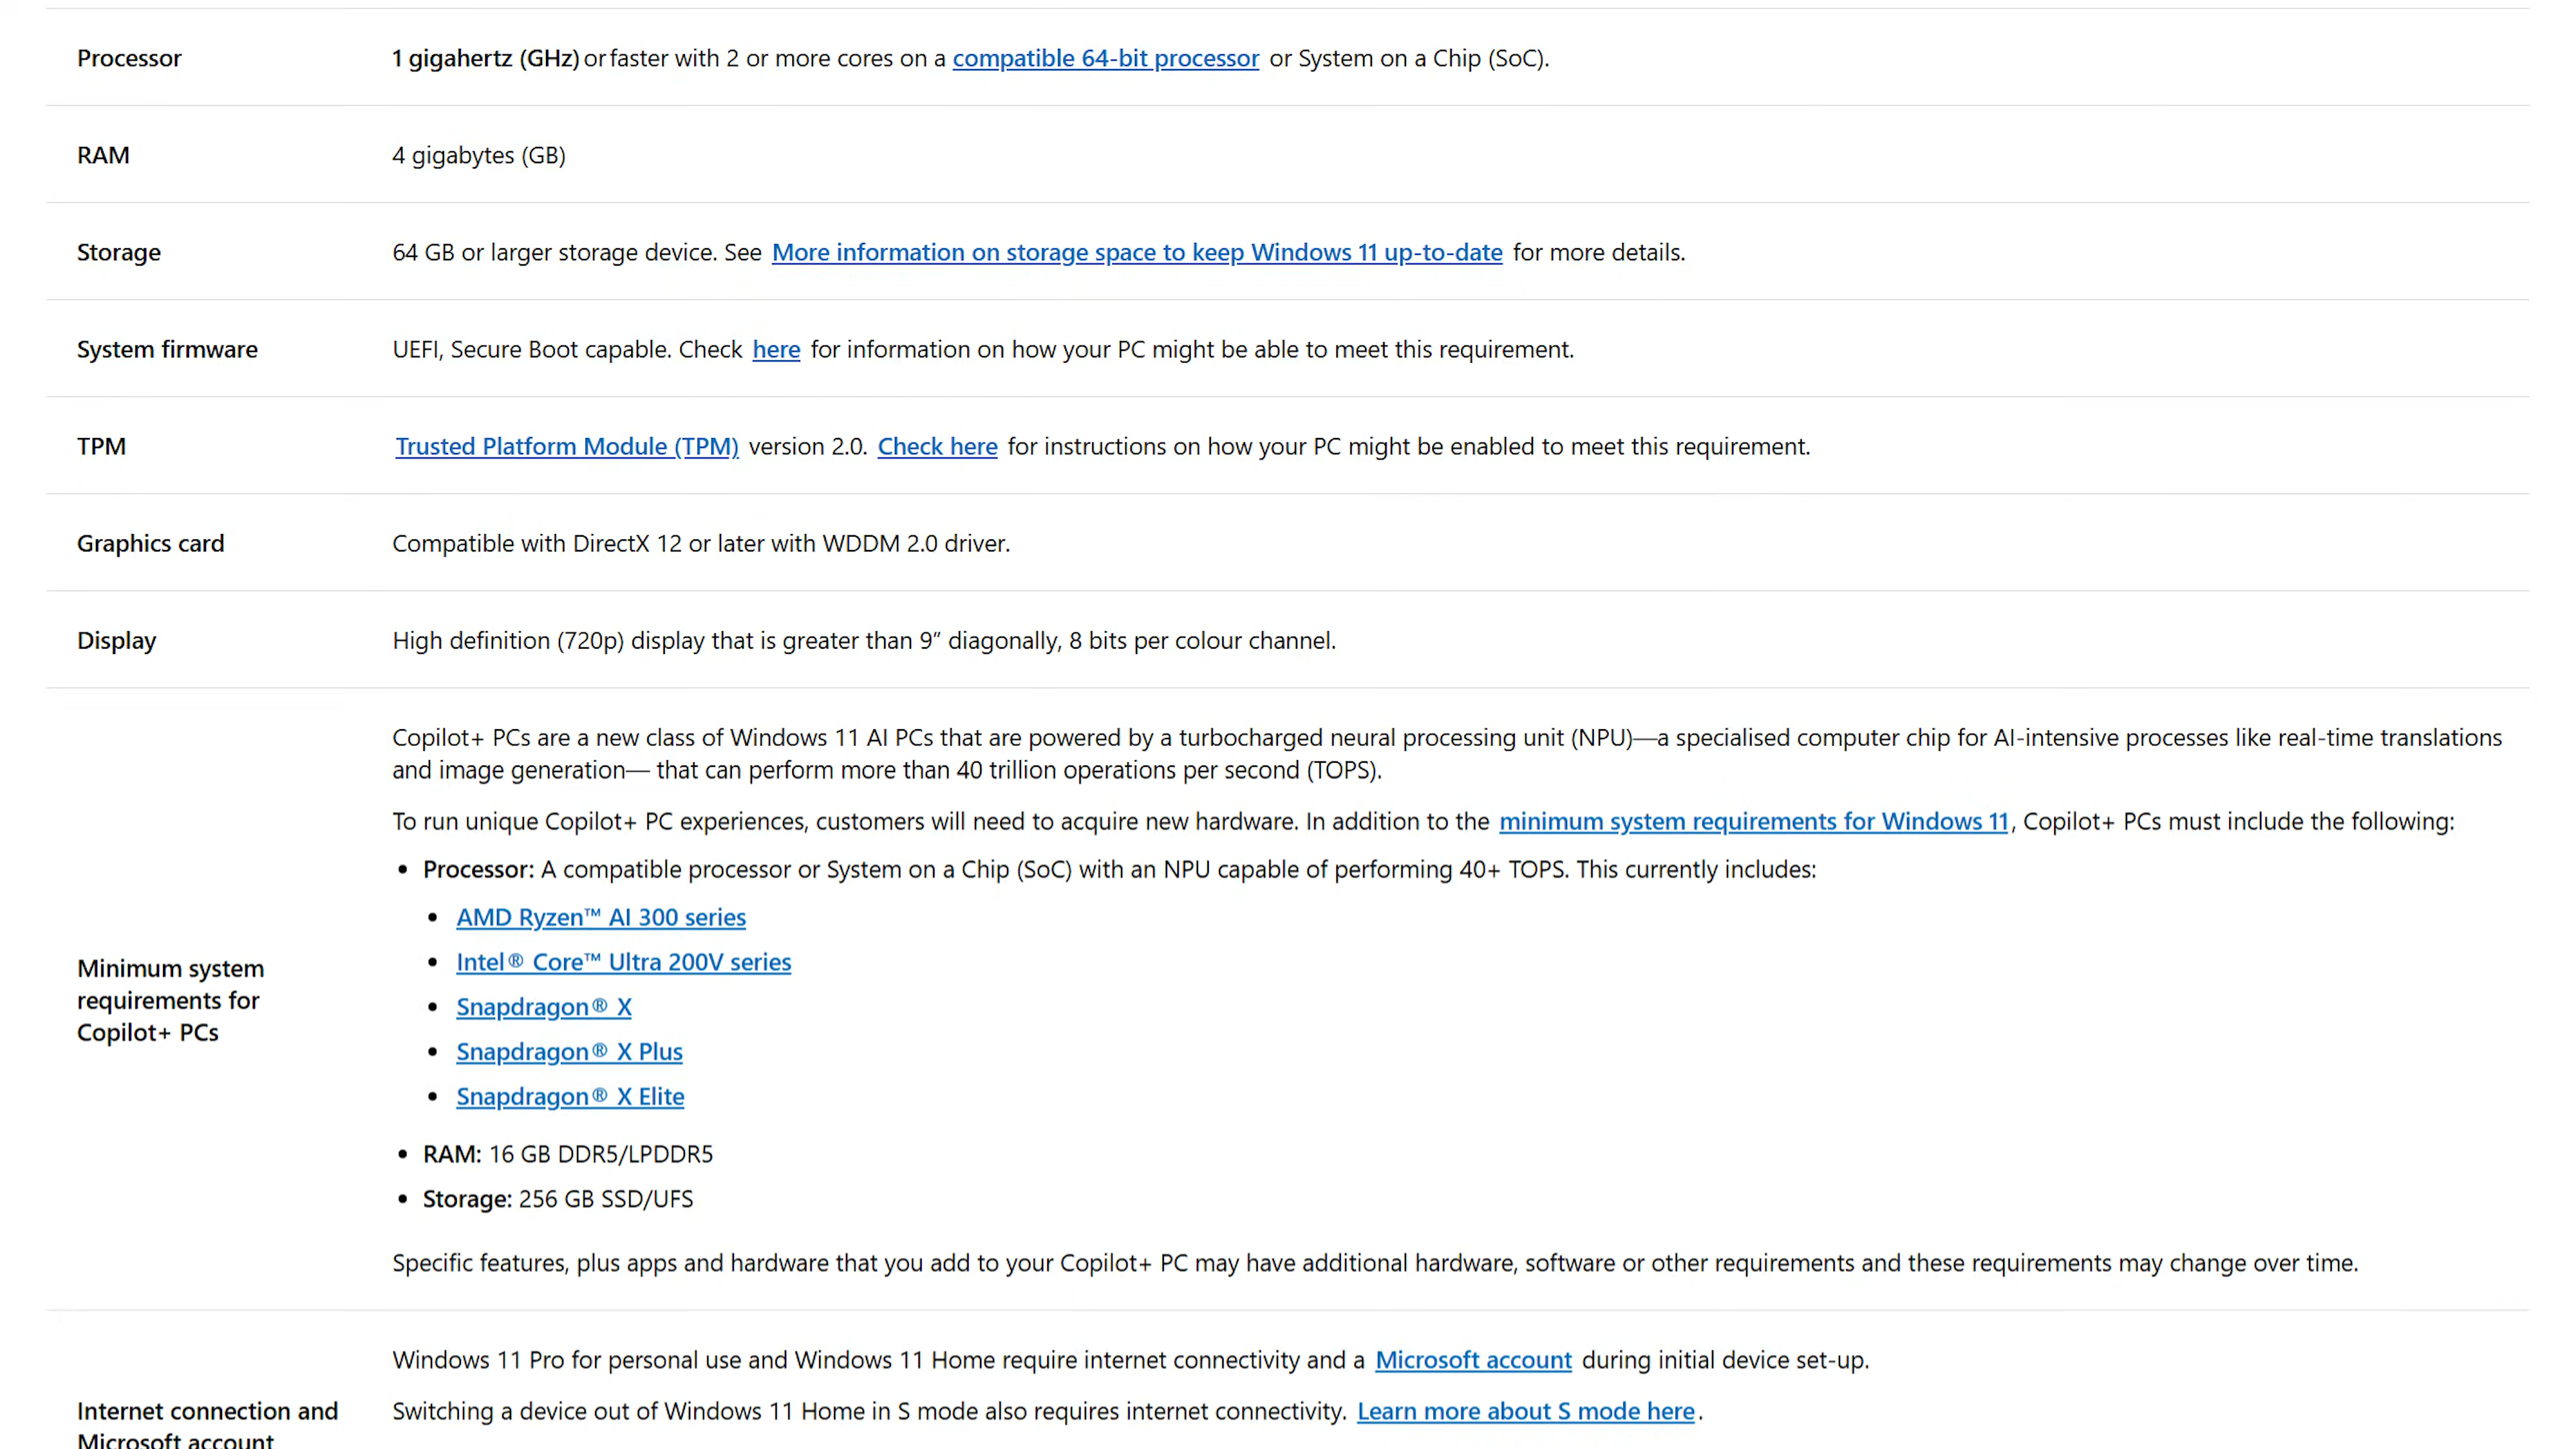 Processor
1 gigahertz (GHz) or faster with 2 or more cores on a compatible 64-bit processor or System on a Chip (SoC).
RAM
4 gigabytes (GB)
Storage
64 GB or larger storage device. See More information on storage space to keep Windows 11 up-to-date for more details.
System firmware
UEFI, Secure Boot capable. Check here for information on how your PC might be able to meet this requirement.
TPM
Trusted Platform Module (TPM) version 2.0. Check here for instructions on how your PC might be enabled to meet this requirement.
Graphics card
Compatible with DirectX 12 or later with WDDM 2.0 driver.
Display
High definition (720p) display that is greater than 9” diagonally, 8 bits per colour channel.
Minimum system
requirements for
Copilot+ PCs
Copilot+ PCs are a new class of Windows 11 AI PCs that are powered by a turbocharged neural processing unit (NPU)—a specialised computer chip for AI-intensive processes like real-time translations
and image generation— that can perform more than 40 trillion operations per second (TOPS).
To run unique Copilot+ PC experiences, customers will need to acquire new hardware. In addition to the minimum system requirements for Windows 11, Copilot+ PCs must include the following:
• Processor: A compatible processor or System on a Chip (SoC) with an NPU capable of performing 40+ TOPS. This currently includes:
• AMD Ryzen™ AI 300 series
• Intel® Core™ Ultra 200V series
• Snapdragon® X
• Snapdragon® X Plus
• Snapdragon® X Elite
• RAM: 16 GB DDR5/LPDDR5
• Storage: 256 GB SSD/UFS
Specific features, plus apps and hardware that you add to your Copilot+ PC may have additional hardware, software or other requirements and these requirements may change over time.
Internet connection and
Microsoft account
Windows 11 Pro for personal use and Windows 11 Home require internet connectivity and a Microsoft account during initial device set-up.
Switching a device out of Windows 11 Home in S mode also requires internet connectivity. Learn more about S mode here.